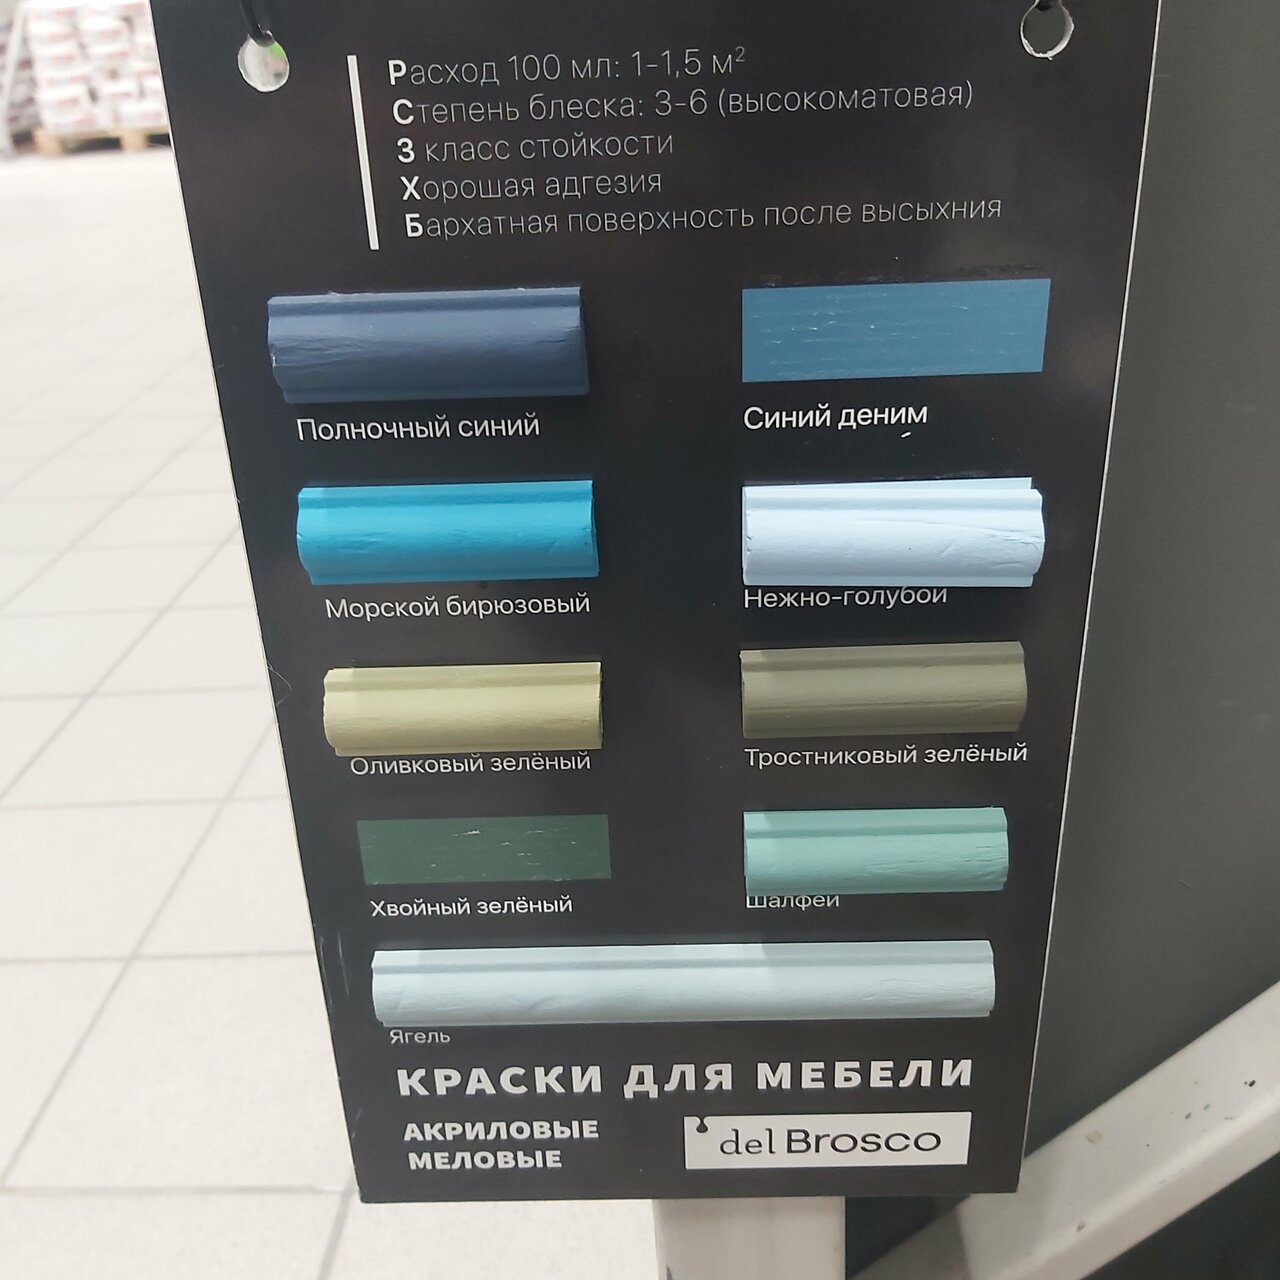 Расход 100 мл: 1-1,5 м²
Степень блеска: 3-6 (высокоматовая)
3 класс стойкости
Хорошая адгезия
Бархатная поверхность после высыхния
Полночный синий
Синий деним
Морской бирюзовый
Нежно-голубой
Оливковый зелёный
Тростниковый зелёный
Хвойный зелёный
Шалфей
Ягель
КРАСКИ ДЛЯ МЕБЕЛИ
АКРИЛОВЫЕ
МЕЛОВЫЕ
del Brosco